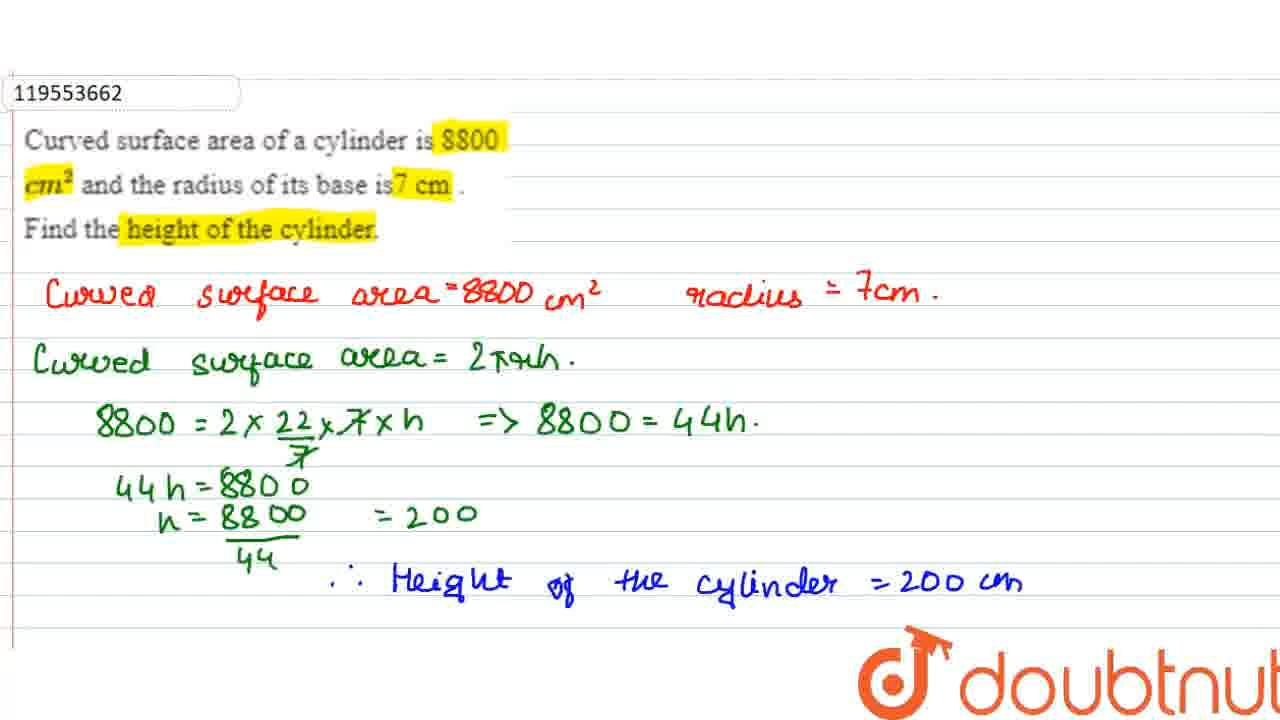 119553662
Curved surface area of a cylinder is 8800
cm² and the radius of its base is 7 cm .
Find the height of the cylinder.
Curved surface area = 8800 cm² radius = 7cm.
Curved surface area = 2πrh.
8800 = 2 × 22/7 × 7 × h => 8800 = 44h.
44h = 8800
h = 8800/44 = 200
∴ Height of the cylinder = 200 cm
doubtnut